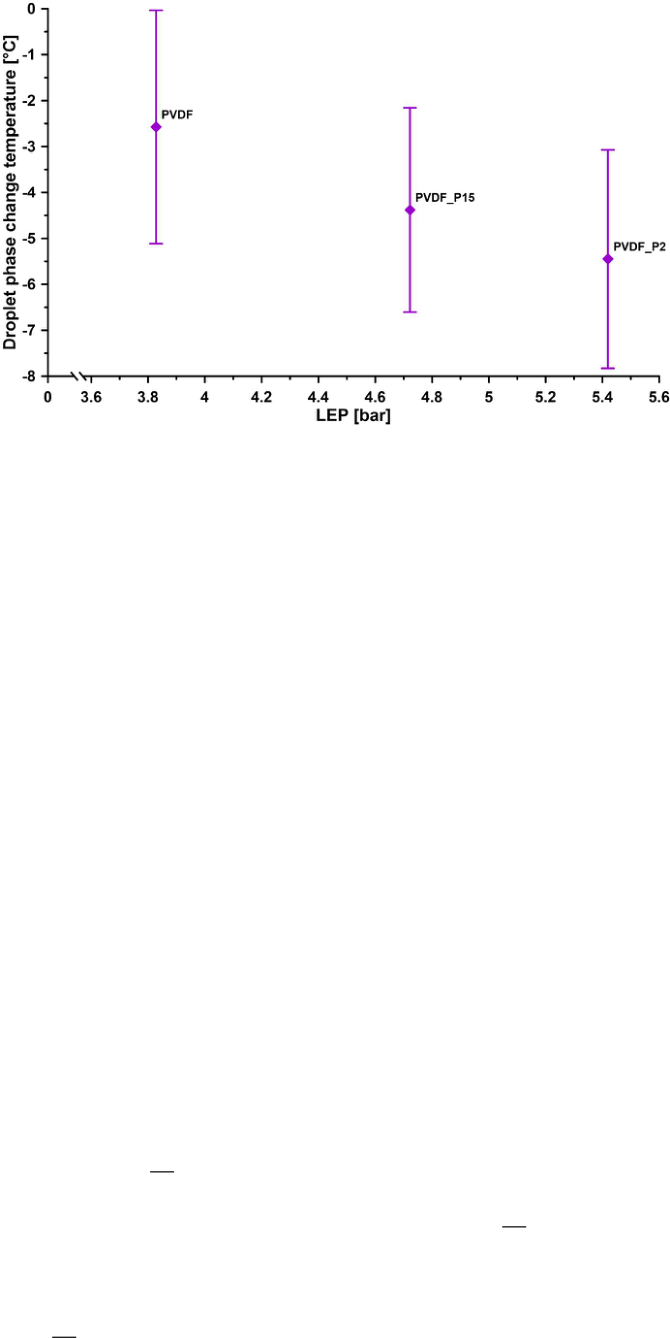 Droplet phase change temperature [°C]
0
-1
-2
-3
-4
-5
-6
-7
-8
PVDF
PVDF_P15
PVDF_P2
0 3.6 3.8 4 4.2 4.4 4.6 4.8 5 5.2 5.4 5.6
LEP [bar]